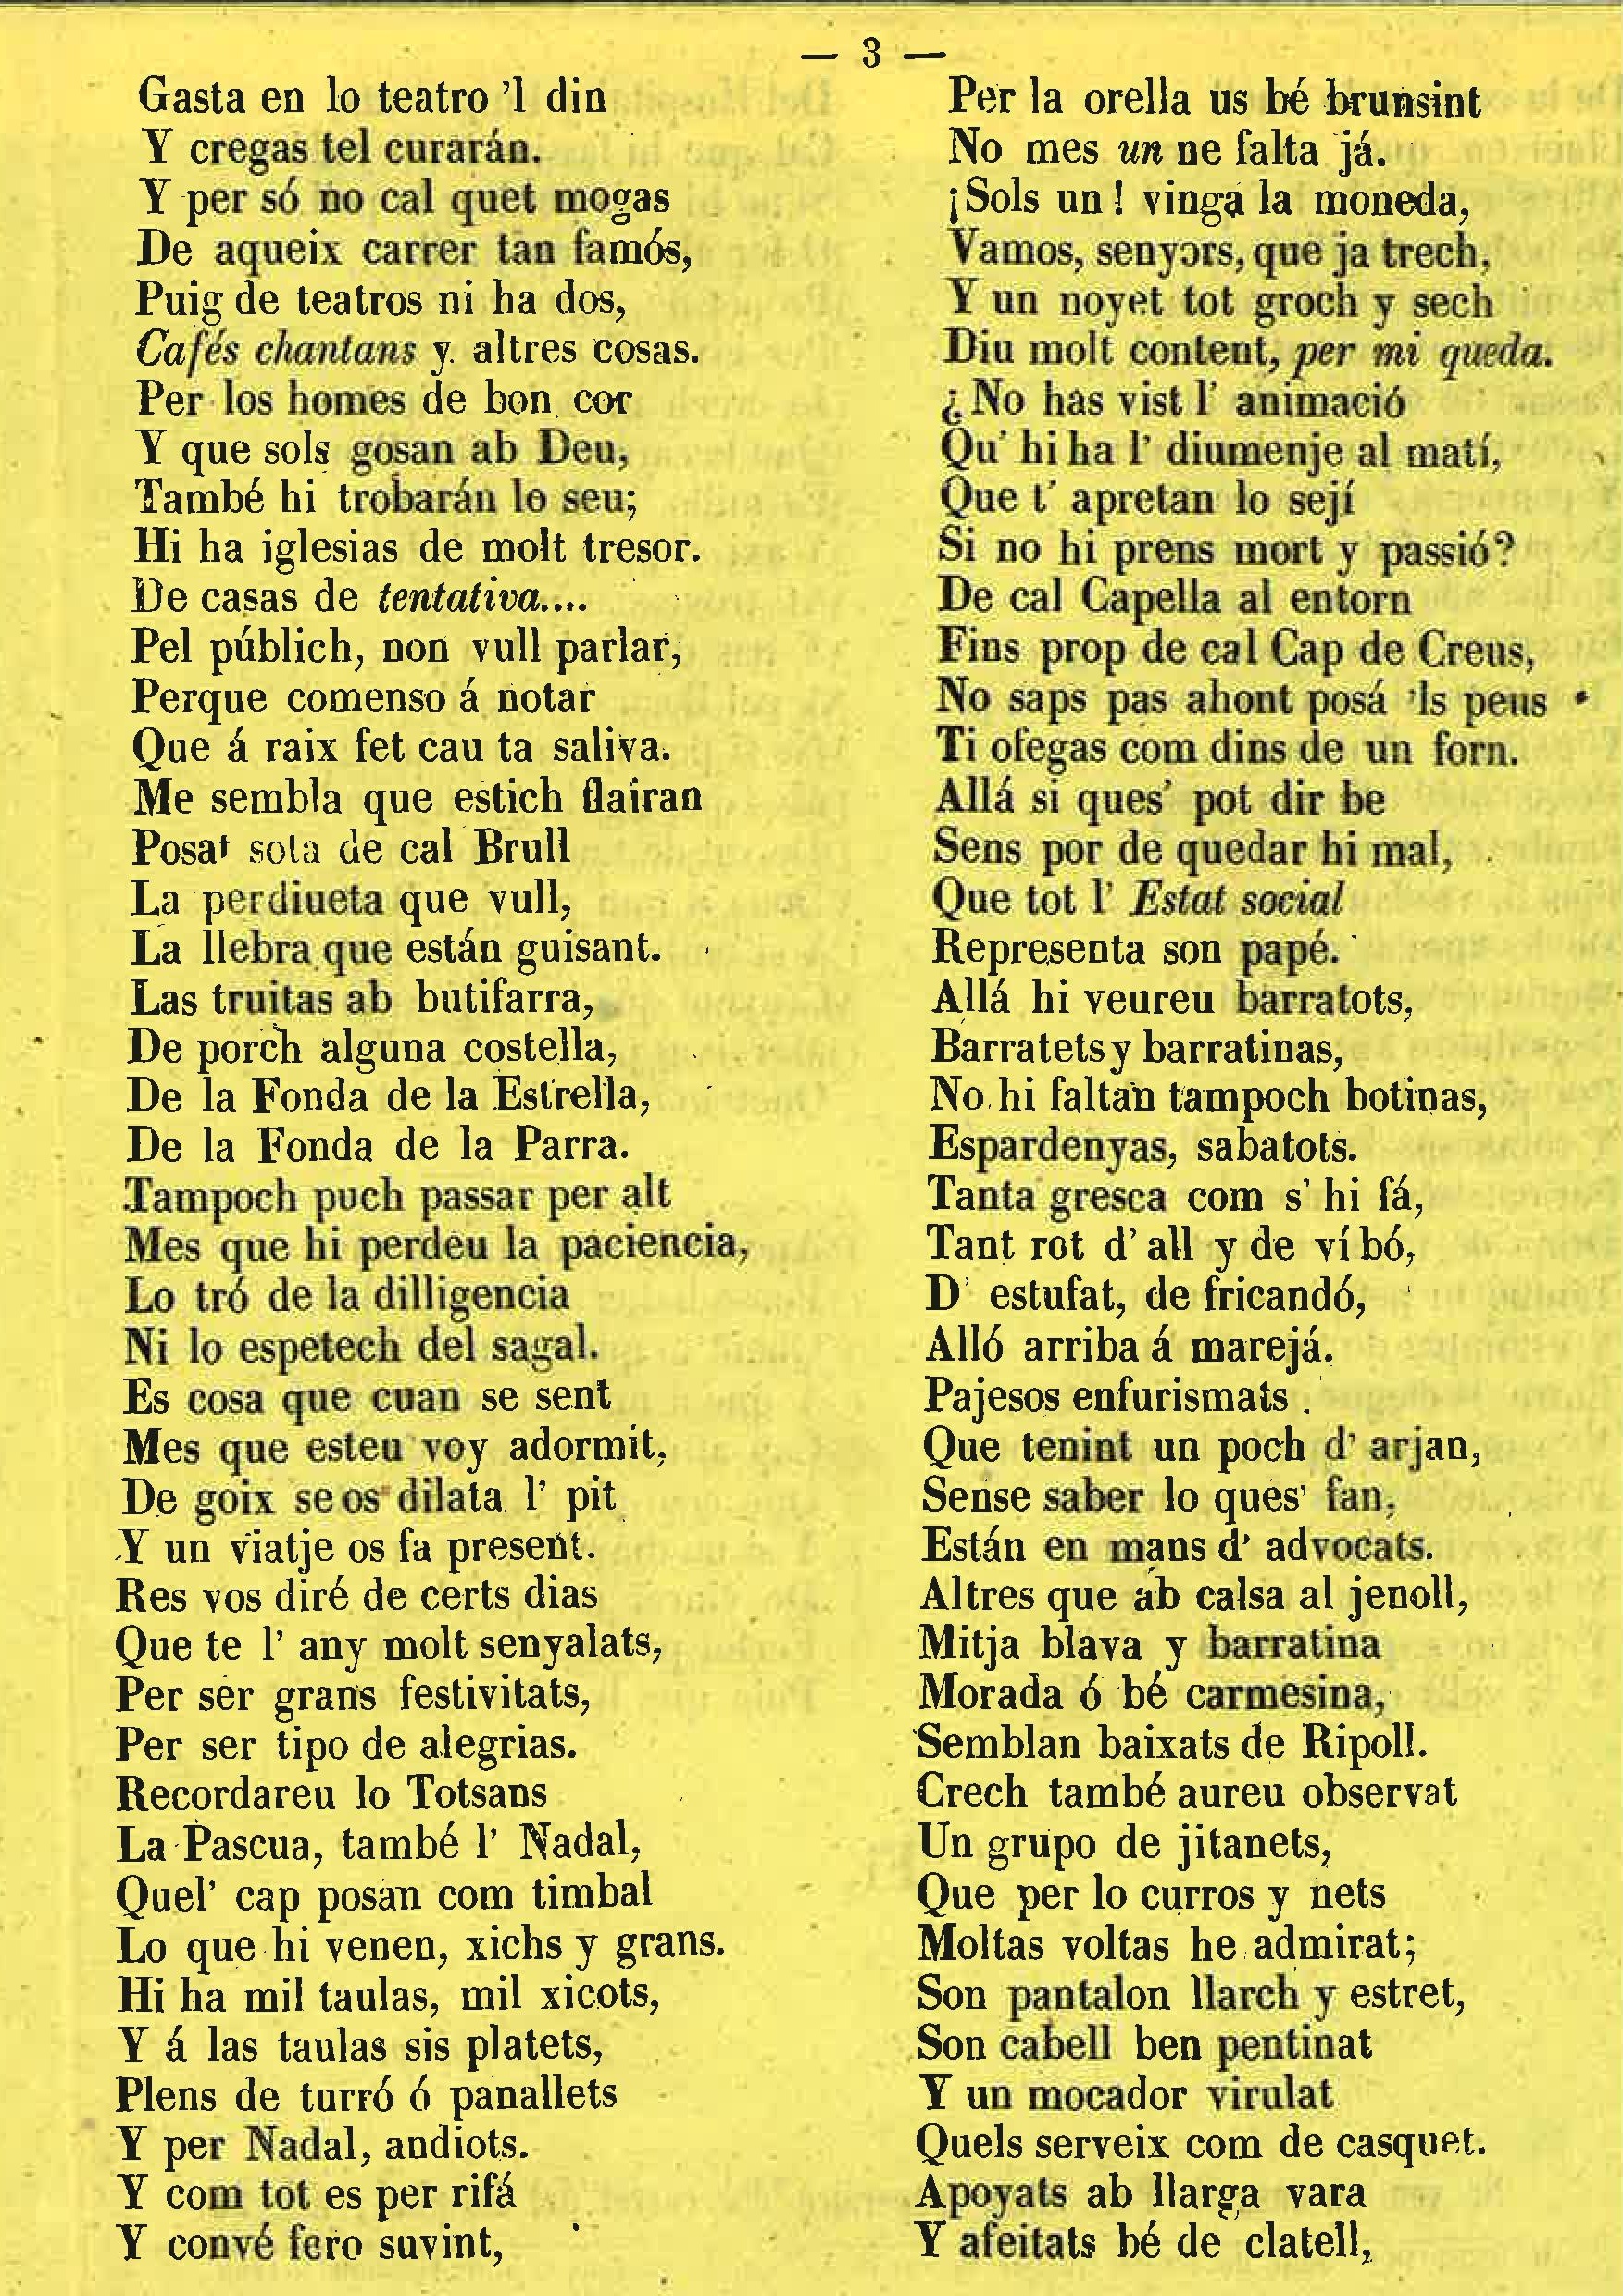 — 3 —
Gasta en lo teatro 'l din
Y cregas tel curarán.
Y per só no cal quet mogas
De aqueix carrer tan famós,
Puig de teatros ni ha dos,
Cafés chantans y altres cosas.
Per los homes de bon cor
Y que sols gosan ab Deu,
També hi trobarán lo seu;
Hi ha iglesias de molt tresor.
De casas de tentativa....
Pel públich, non vull parlar,
Perque comenso á notar
Que á raix fet cau ta saliva.
Me sembla que estich flairan
Posat sota de cal Brull
La perdiueta que vull,
La llebra que están guisant.
Las truitas ab butifarra,
De porch alguna costella,
De la Fonda de la Estrella,
De la Fonda de la Parra.
Tampoch puch passar per alt
Mes que hi perdeu la paciencia,
Lo tró de la dilligencia
Ni lo espetech del sagal.
Es cosa que cuan se sent
Mes que esteu voy adormit,
De goix se os dilata l' pit
Y un viatje os fa present.
Res vos diré de certs dias
Que te l' any molt senyalats,
Per ser grans festivitats,
Per ser tipo de alegrias.
Recordareu lo Totsans
La Pascua, també l' Nadal,
Quel' cap posan com timbal
Lo que hi venen, xichs y grans.
Hi ha mil taulas, mil xicots,
Y á las taulas sis platets,
Plens de turró ó panallets
Y per Nadal, andiots.
Y com tot es per rifá
Y convé fero suvint,
Per la orella us bé brunsint
No mes un ne falta já.
¡Sols un! vinga la moneda,
Vamos, senyors, que ja trech,
Y un noyet tot groch y sech
Diu molt content, per mi queda.
¿No has vist l' animació
Qu' hi ha l' diumenje al matí,
Que t' apretan lo sejí
Si no hi prens mort y passió?
De cal Capella al entorn
Fins prop de cal Cap de Creus,
No saps pas ahont posá 'ls peus
Ti ofegas com dins de un forn.
Allá si ques' pot dir be
Sens por de quedar hi mal,
Que tot l' Estat social
Representa son papé.
Allá hi veureu barratots,
Barratets y barratinas,
No hi faltan tampoch botinas,
Espardenyas, sabatots.
Tanta gresca com s' hi fá,
Tant rot d' all y de ví bó,
D' estufat, de fricandó,
Alló arriba á marejá.
Pajesos enfurismats
Que tenint un poch d' arjan,
Sense saber lo ques' fan,
Están en mans d' advocats.
Altres que ab calsa al jenoll,
Mitja blava y barratina
Morada ó bé carmesina,
Semblan baixats de Ripoll.
Crech també aureu observat
Un grupo de jitanets,
Que per lo curros y nets
Moltas voltas he admirat;
Son pantalon llarch y estret,
Son cabell ben pentinat
Y un mocador virulat
Quels serveix com de casquet.
Apoyats ab llarga vara
Y afeitats bé de clatell,